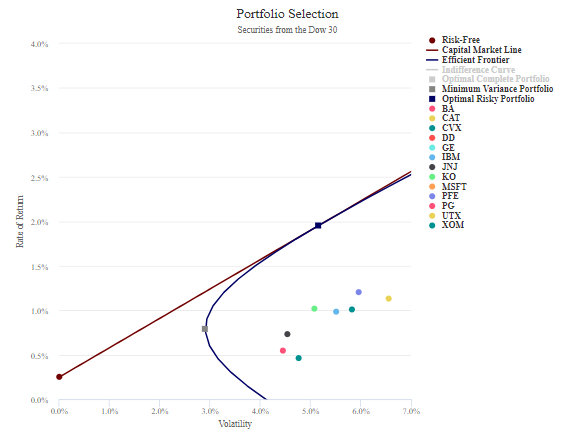 Portfolio Selection
Securities from the Dow 30
Rate of Return
4.0%
3.5%
3.0%
2.5%
2.0%
1.5%
1.0%
0.5%
0.0%
0.0% 1.0% 2.0% 3.0% 4.0% 5.0% 6.0% 7.0%
Volatility
Risk-Free
Capital Market Line
Efficient Frontier
Indifference Curve
Optimal Complete Portfolio
Minimum Variance Portfolio
Optimal Risky Portfolio
BA
CAT
CVX
DD
GE
IBM
JNJ
KO
MSFT
PFE
PG
UTX
XOM